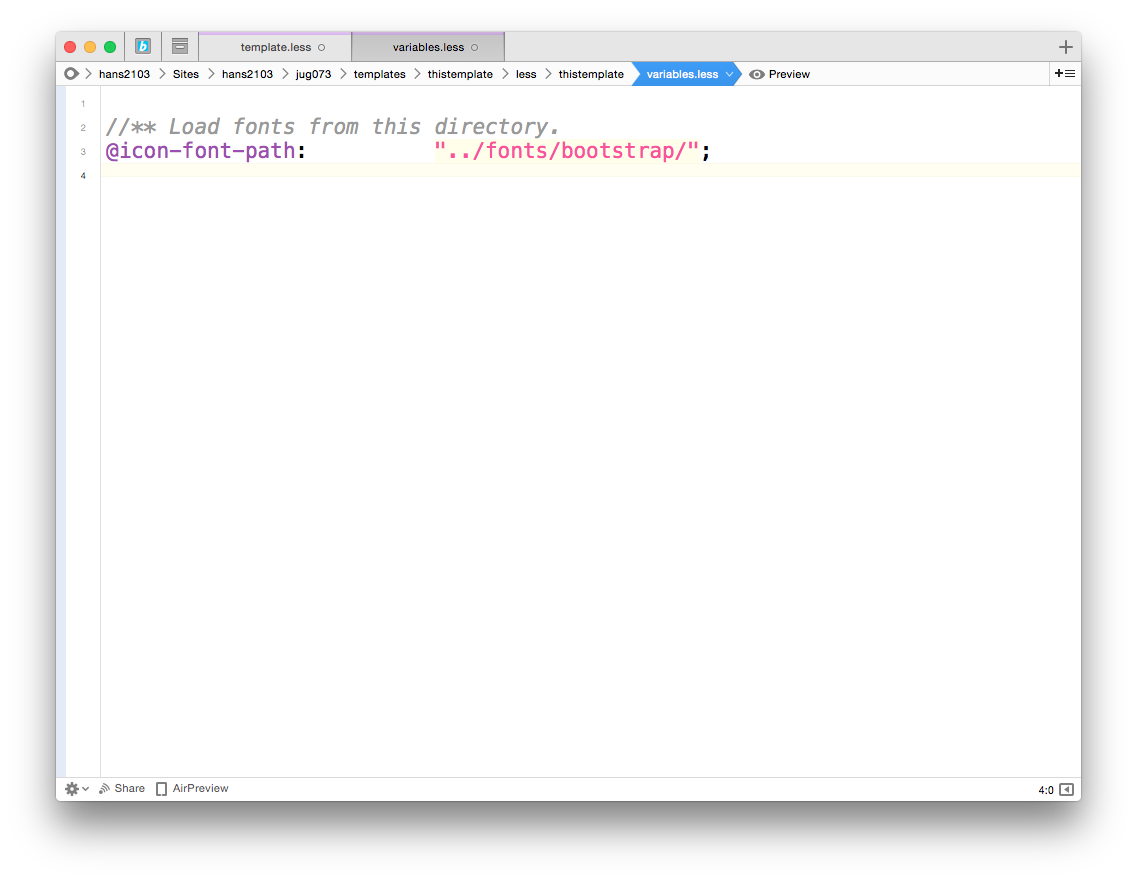 template.less
variables.less
hans2103 Sites hans2103 jug073 templates thistemplate less thistemplate variables.less Preview
1
2 //** Load fonts from this directory.
3 @icon-font-path: "../fonts/bootstrap/";
4
Share AirPreview 4:0